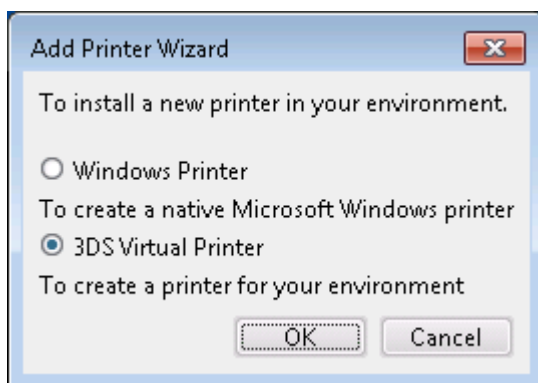 Add Printer Wizard
To install a new printer in your environment.
Windows Printer
To create a native Microsoft Windows printer
3DS Virtual Printer
To create a printer for your environment
OK Cancel